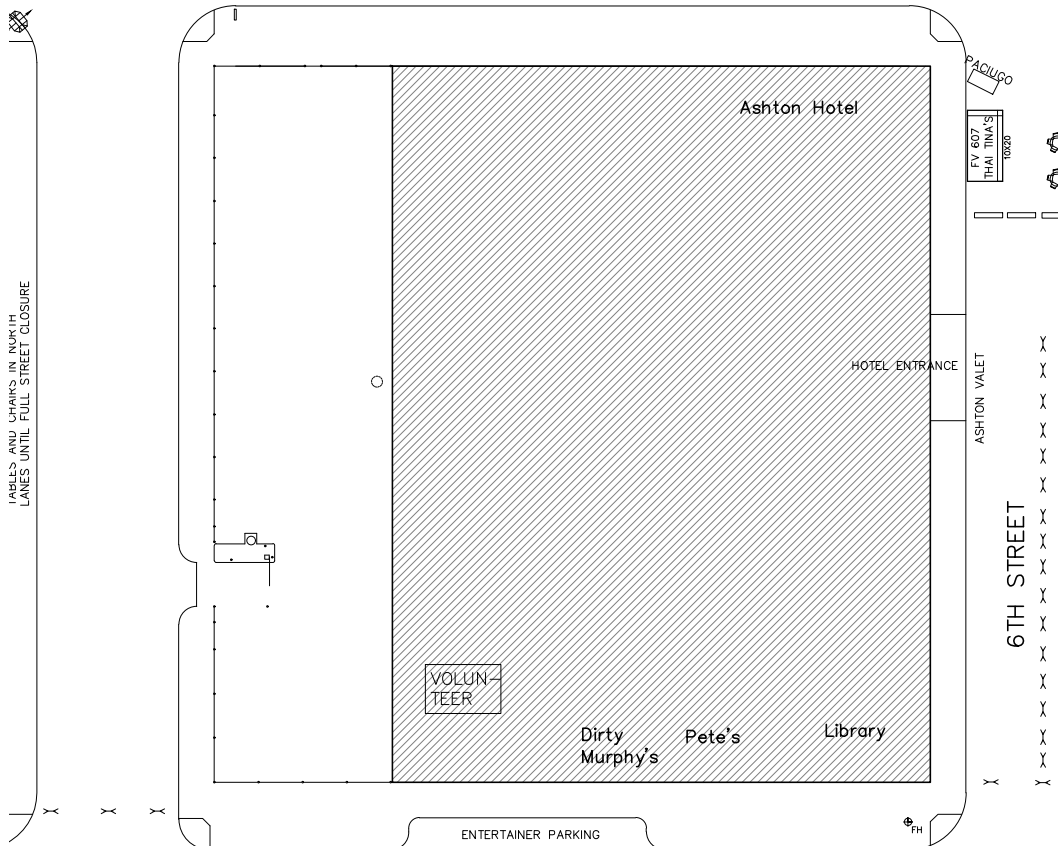 PACIUGO
Ashton Hotel
FV 607
THAI TINA'S
10X20
TABLES AND CHAIRS IN NORTH
LANES UNTIL FULL STREET CLOSURE
HOTEL ENTRANCE
ASHTON VALET
6TH STREET
VOLUN-
TEER
Dirty
Murphy's
Pete's
Library
ENTERTAINER PARKING
FH